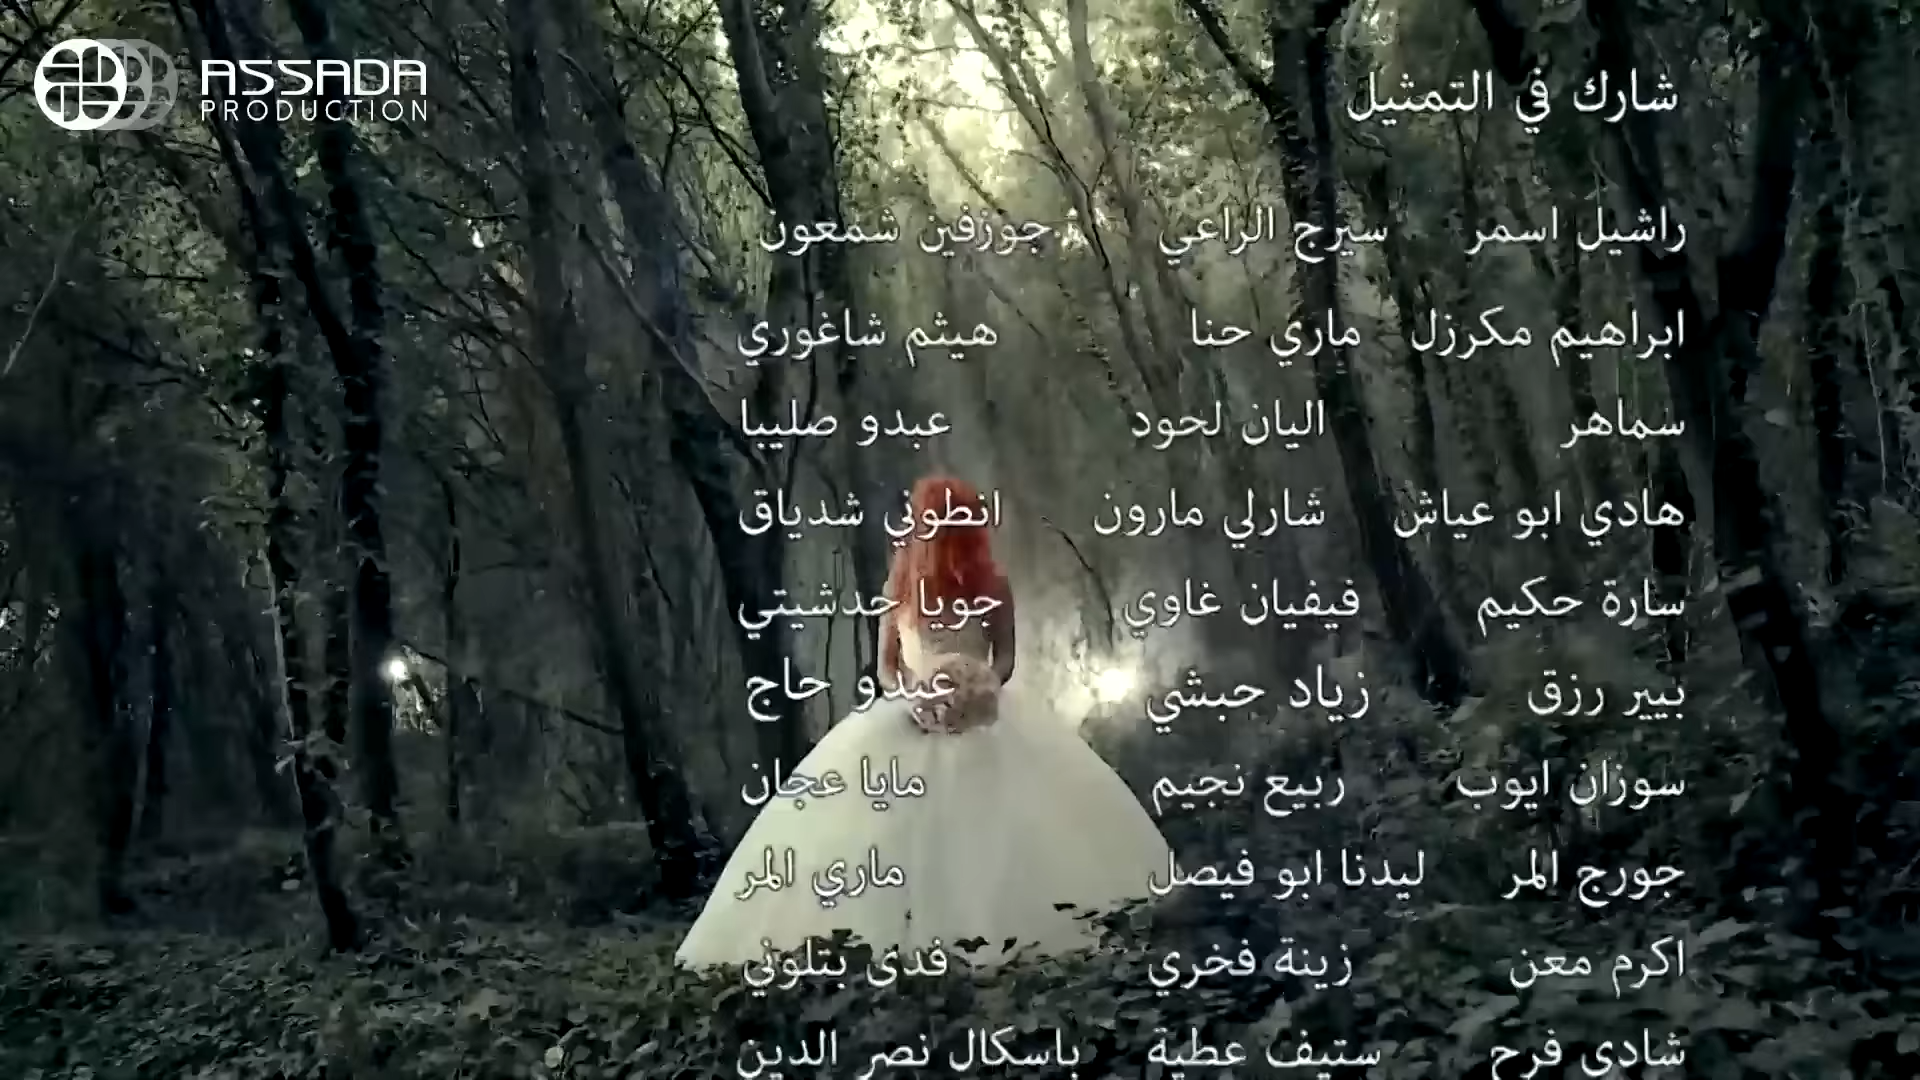 ASSADA
PRODUCTION
شارك في التمثيل
راشيل اسمر سيرج الراعي جوزفين شمعون
ابراهيم مكرزل ماري حنا هيثم شاغوري
سماهر اليان لحود عبدو صليبا
هادي ابو عياش شارلي مارون انطوني شدياق
سارة حكيم فيفيان غاوي جويا حدشيتي
بيير رزق زياد حبشي عبدو حاج
سوزان ايوب ربيع نجيم مايا عجان
جورج المر ليدنا ابو فيصل ماري المر
اكرم معن زينة فخري فدى بتلوني
شادي فرح ستيف عطية باسكال نصر الدين